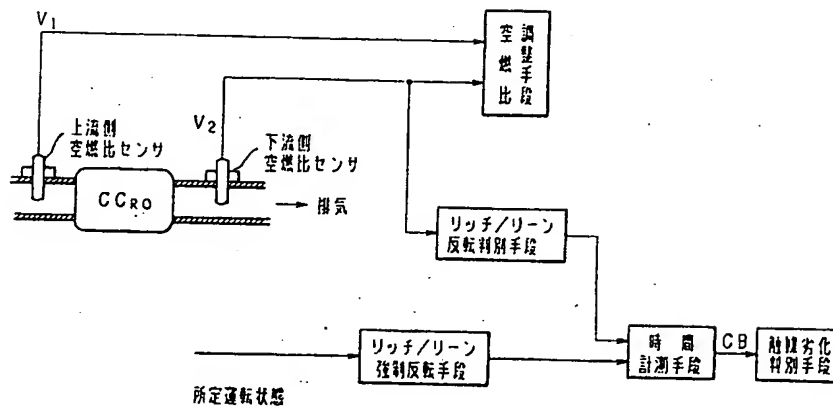 V1
空燃比
調整手段
V2
上流側
空燃比センサ
下流側
空燃比センサ
CCRO
排気
リッチ/リーン
反転判別手段
リッチ/リーン
強制反転手段
時間
計測手段
CB
触媒劣化
判別手段
所定運転状態